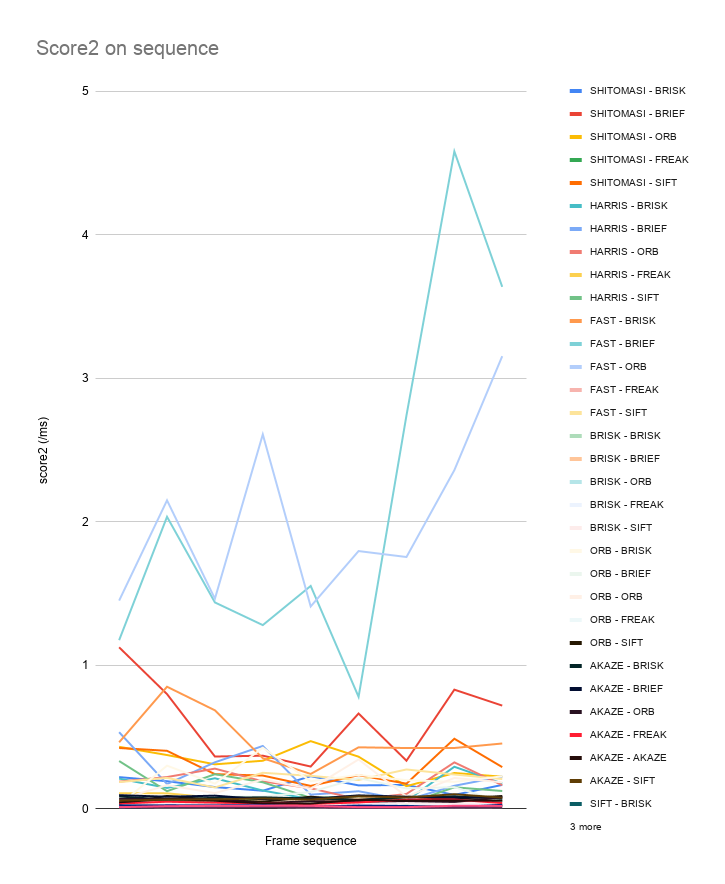 Score2 on sequence
5
4
3
2
1
0
score2 (/ms)
Frame sequence
SHITOMASI - BRISK
SHITOMASI - BRIEF
SHITOMASI - ORB
SHITOMASI - FREAK
SHITOMASI - SIFT
HARRIS - BRISK
HARRIS - BRIEF
HARRIS - ORB
HARRIS - FREAK
HARRIS - SIFT
FAST - BRISK
FAST - BRIEF
FAST - ORB
FAST - FREAK
FAST - SIFT
BRISK - BRISK
BRISK - BRIEF
BRISK - ORB
BRISK - FREAK
BRISK - SIFT
ORB - BRISK
ORB - BRIEF
ORB - ORB
ORB - FREAK
ORB - SIFT
AKAZE - BRISK
AKAZE - BRIEF
AKAZE - ORB
AKAZE - FREAK
AKAZE - AKAZE
AKAZE - SIFT
SIFT - BRISK
3 more